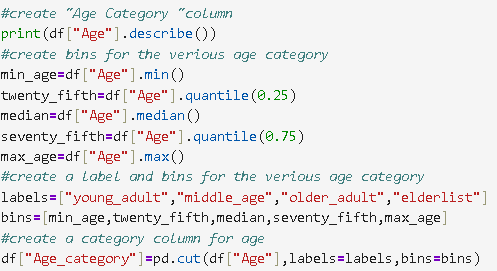 #create "Age Category "column
print(df["Age"].describe())
#create bins for the verious age category
min_age=df["Age"].min()
twenty_fifth=df["Age"].quantile(0.25)
median=df["Age"].median()
seventy_fifth=df["Age"].quantile(0.75)
max_age=df["Age"].max()
#create a label and bins for the verious age category
labels=["young_adult","middle_age","older_adult","elderlist"]
bins=[min_age,twenty_fifth,median,seventy_fifth,max_age]
#create a category column for age
df["Age_category"]=pd.cut(df["Age"],labels=labels,bins=bins)